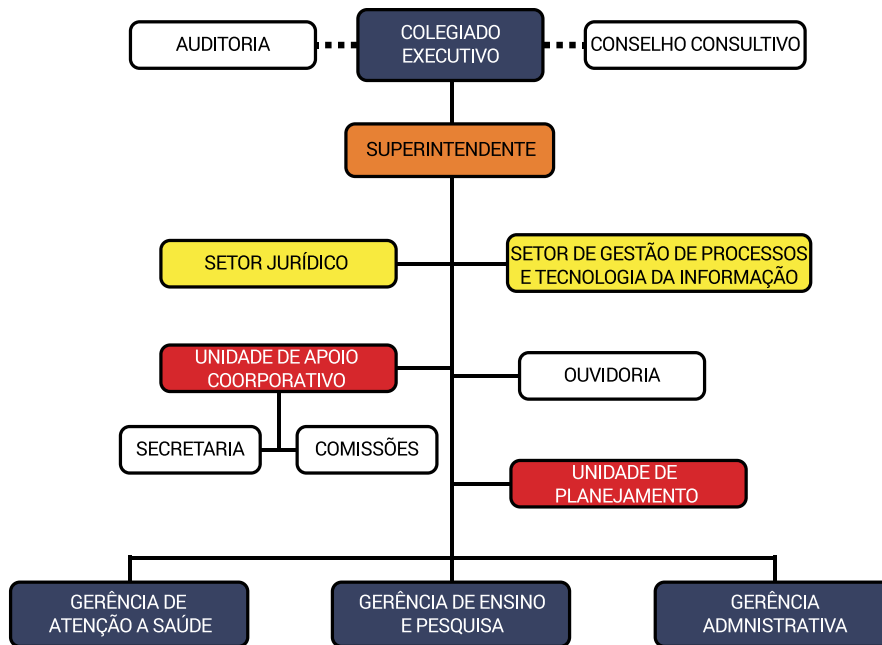 AUDITORIA
COLEGIADO
EXECUTIVO
CONSELHO CONSULTIVO
SUPERINTENDENTE
SETOR JURÍDICO
SETOR DE GESTÃO DE PROCESSOS
E TECNOLOGIA DA INFORMAÇÃO
UNIDADE DE APOIO
COORPORATIVO
OUVIDORIA
SECRETARIA
COMISSÕES
UNIDADE DE
PLANEJAMENTO
GERÊNCIA DE
ATENÇÃO A SAÚDE
GERÊNCIA DE ENSINO
E PESQUISA
GERÊNCIA
ADMNISTRATIVA